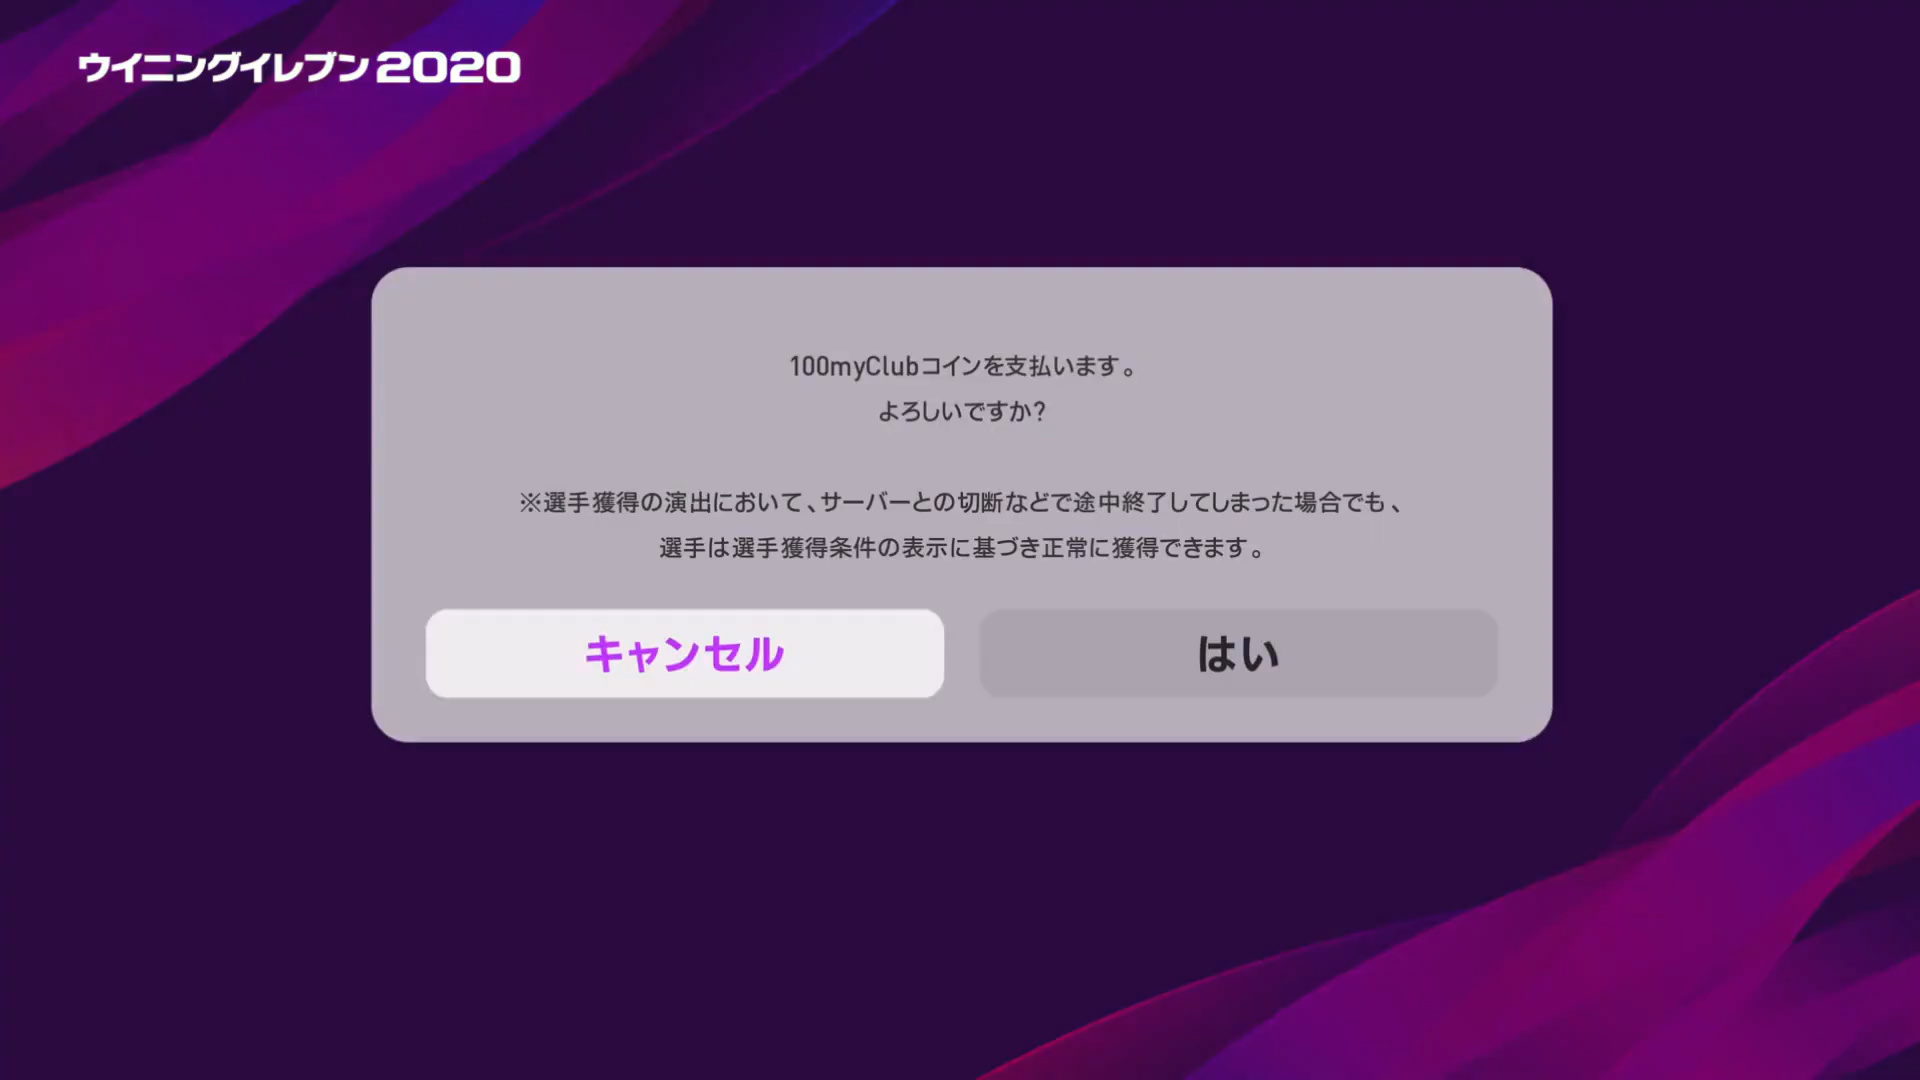 ウイニングイレブン2020
100myClubコインを支払います。
よろしいですか?
※選手獲得の演出において、サーバーとの切断などで途中終了してしまった場合でも、
選手は選手獲得条件の表示に基づき正常に獲得できます。
キャンセル
はい